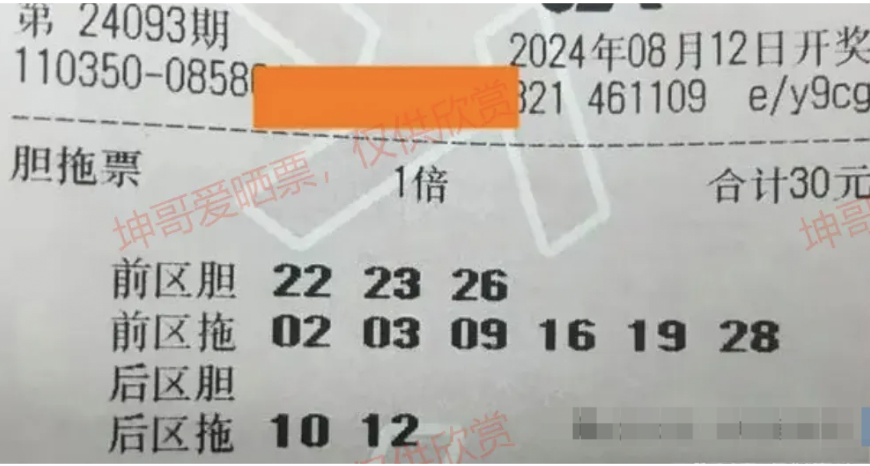 第 24093期
2024年08月12日开奖
110350-0858 321 461109 e/y9cg
胆拖票 1倍 合计30元
坤哥爱晒票，仅供欣赏
坤哥
前区胆 22 23 26
前区拖 02 03 09 16 19 28
后区胆
后区拖 10 12
仅供欣赏